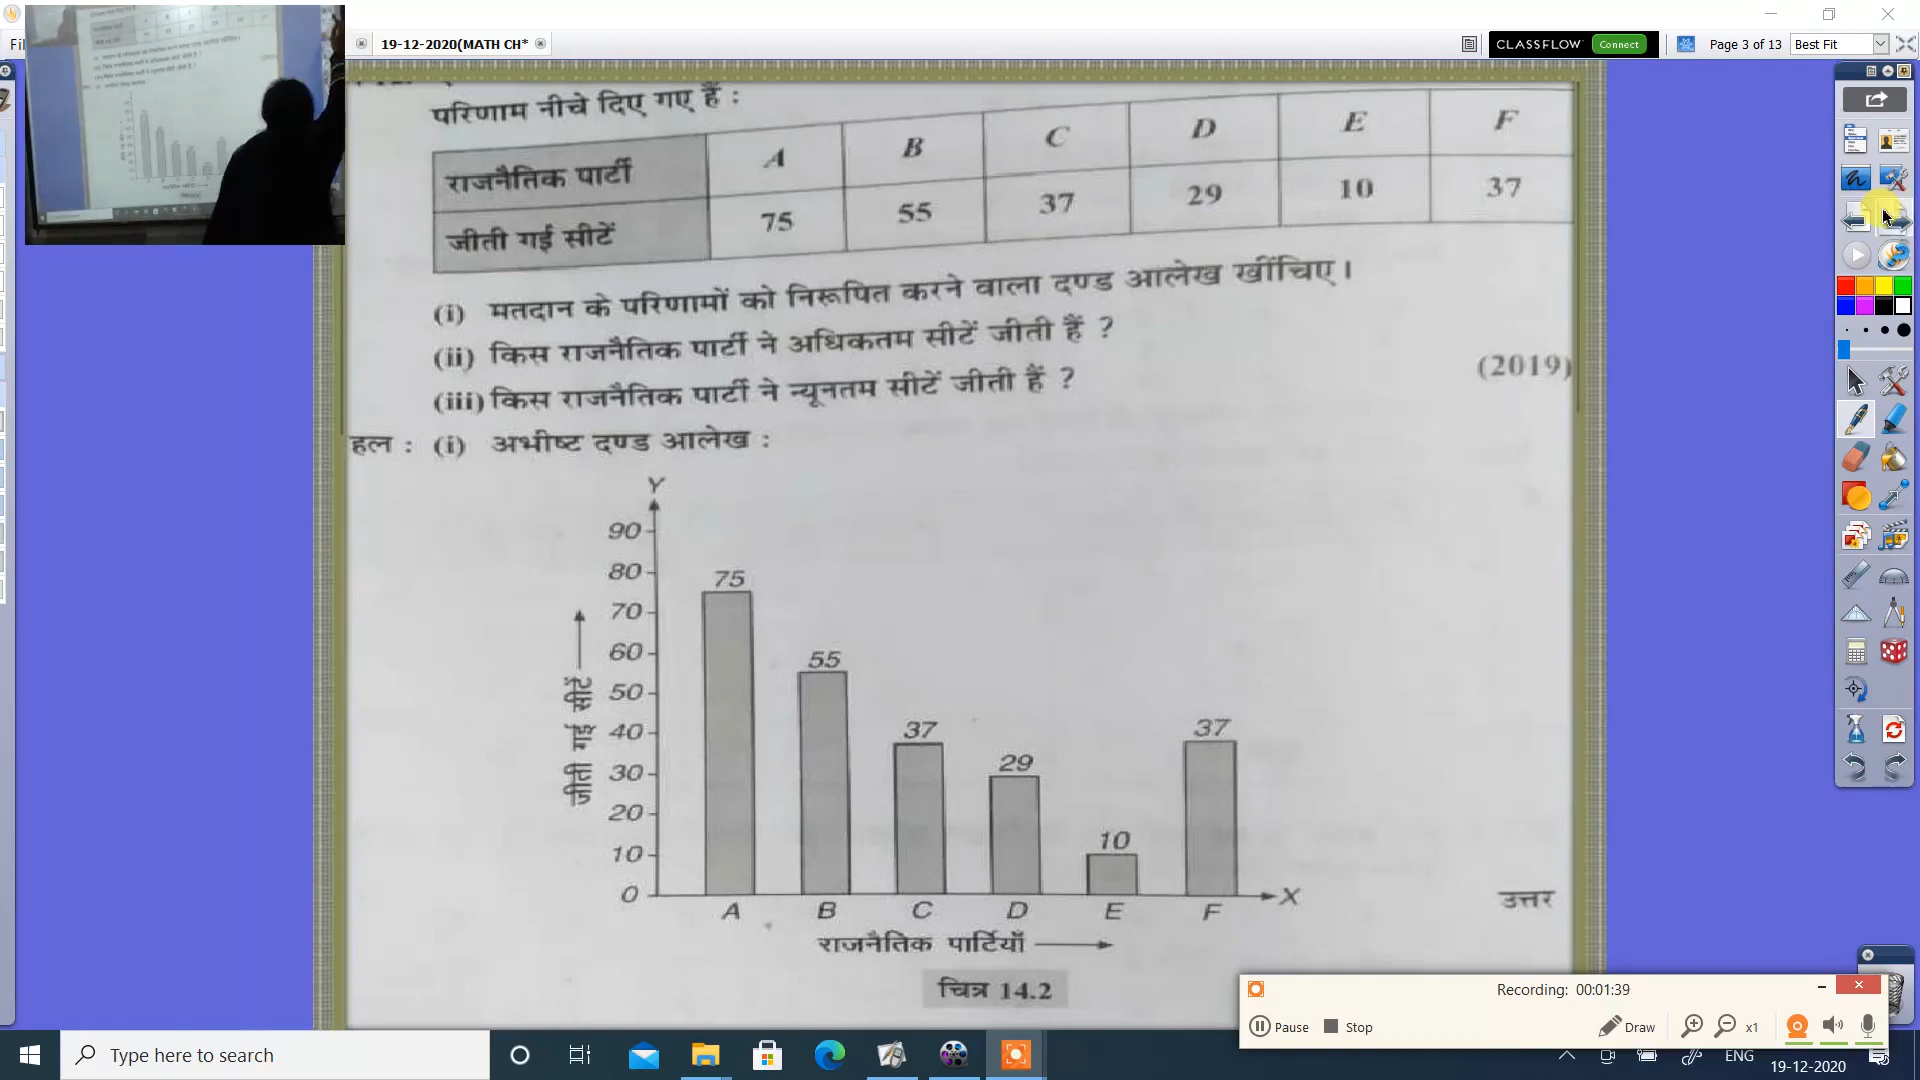 19-12-2020(MATH CH*
CLASSFLOW Connect
Page 3 of 13
Best Fit
परिणाम नीचे दिए गए हैं :
राजनैतिक पार्टी A B C D E F
जीती गई सीटें 75 55 37 29 10 37
(i) मतदान के परिणामों को निरूपित करने वाला दण्ड आलेख खींचिए।
(ii) किस राजनैतिक पार्टी ने अधिकतम सीटें जीती हैं ?
(iii) किस राजनैतिक पार्टी ने न्यूनतम सीटें जीती हैं ?
(2019)
हल : (i) अभीष्ट दण्ड आलेख :
Y
90
80
70
60
50
40
30
20
10
0
जीती गई सीटें
75
55
37
29
10
37
A B C D E F
X
राजनैतिक पार्टियाँ
उत्तर
चित्र 14.2
Recording: 00:01:39
Pause
Stop
Draw
x1
Type here to search
ENG
19-12-2020